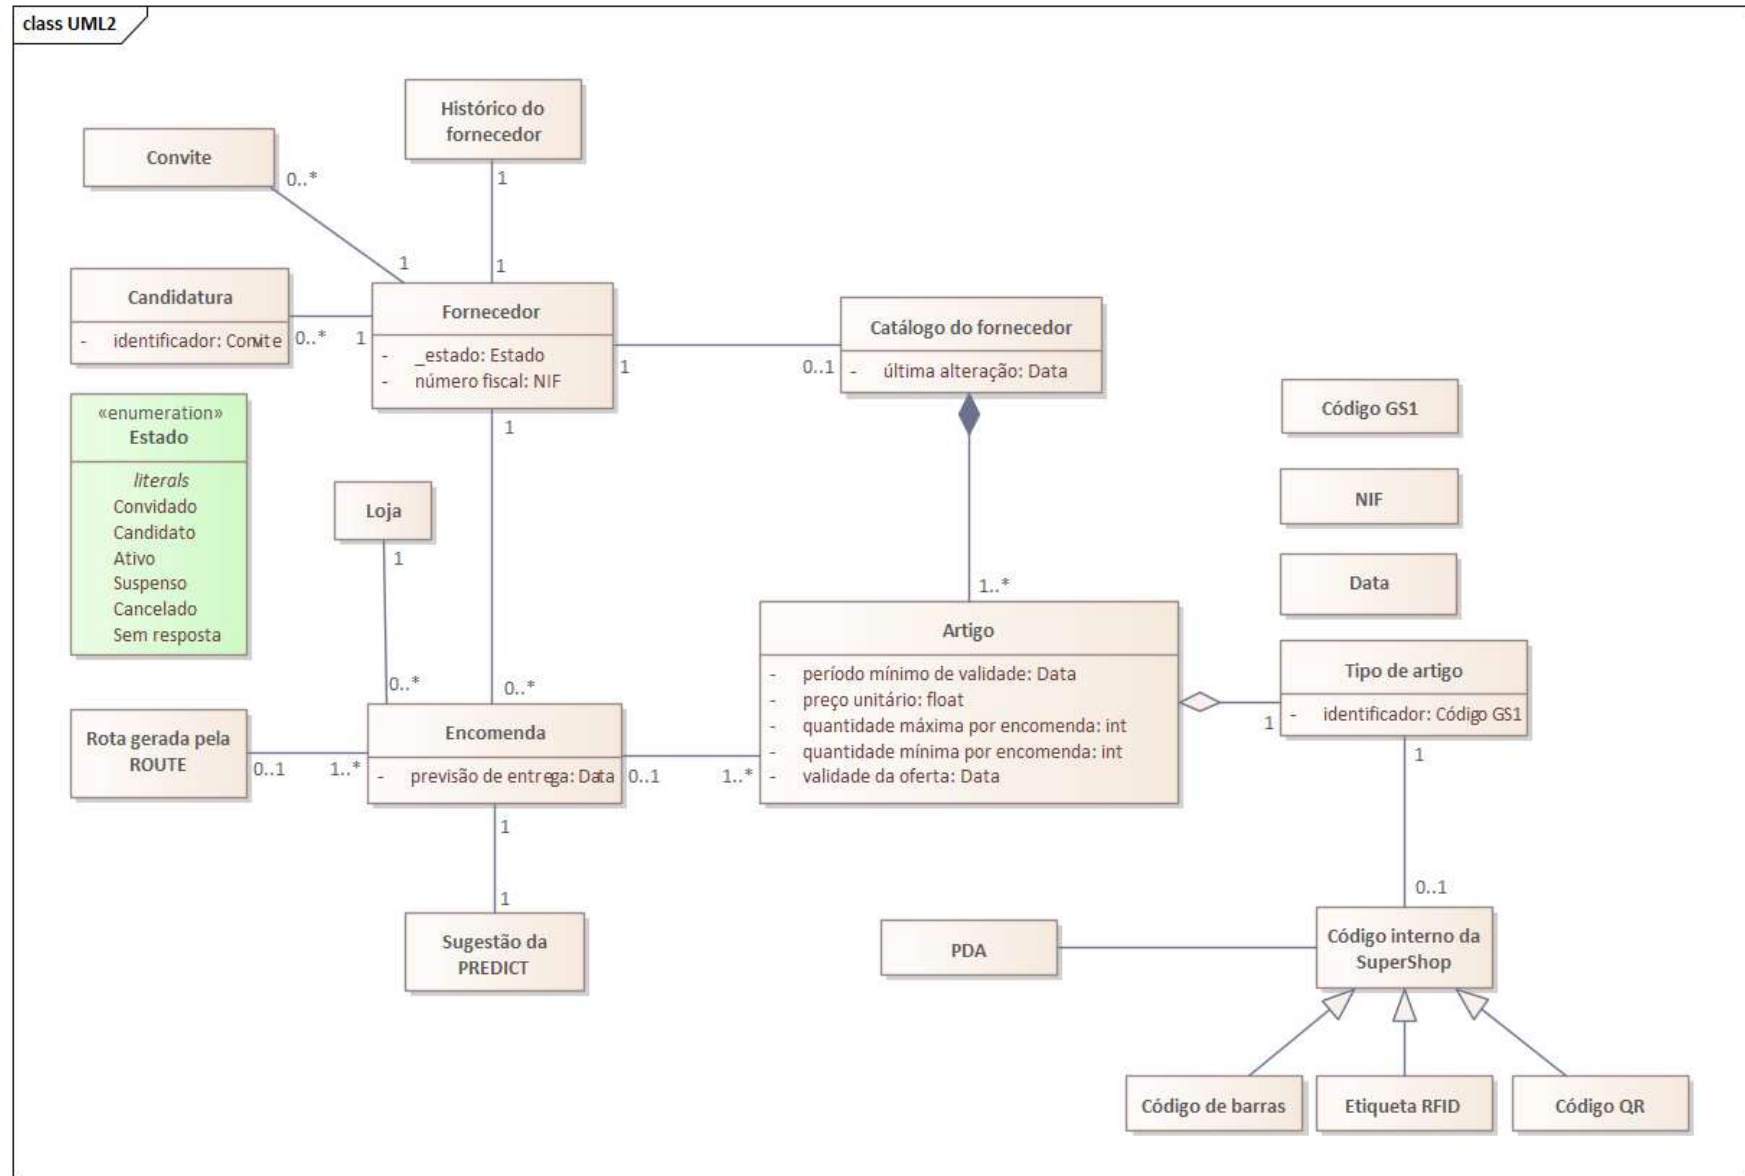 class UML2
Histórico do
fornecedor
Convite
0..*
1
1
1
Candidatura
- identificador: Convite
0..*
1
Fornecedor
- _estado: Estado
- número fiscal: NIF
1
0..1
Catálogo do fornecedor
- última alteração: Data
Código GS1
NIF
Data
«enumeration»
Estado
literals
Convidado
Candidato
Ativo
Suspenso
Cancelado
Sem resposta
1
Loja
1
0..*
0..*
1..*
Artigo
- período mínimo de validade: Data
- preço unitário: float
- quantidade máxima por encomenda: int
- quantidade mínima por encomenda: int
- validade da oferta: Data
Tipo de artigo
- identificador: Código GS1
1
1
Rota gerada pela
ROUTE
0..1
1..*
Encomenda
- previsão de entrega: Data
0..1
1..*
1
1
Sugestão da
PREDICT
0..1
PDA
Código interno da
SuperShop
Código de barras
Etiqueta RFID
Código QR